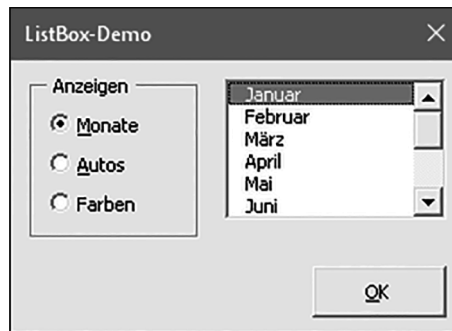 ListBox-Demo
Anzeigen
Monate
Autos
Farben
Januar
Februar
März
April
Mai
Juni
OK